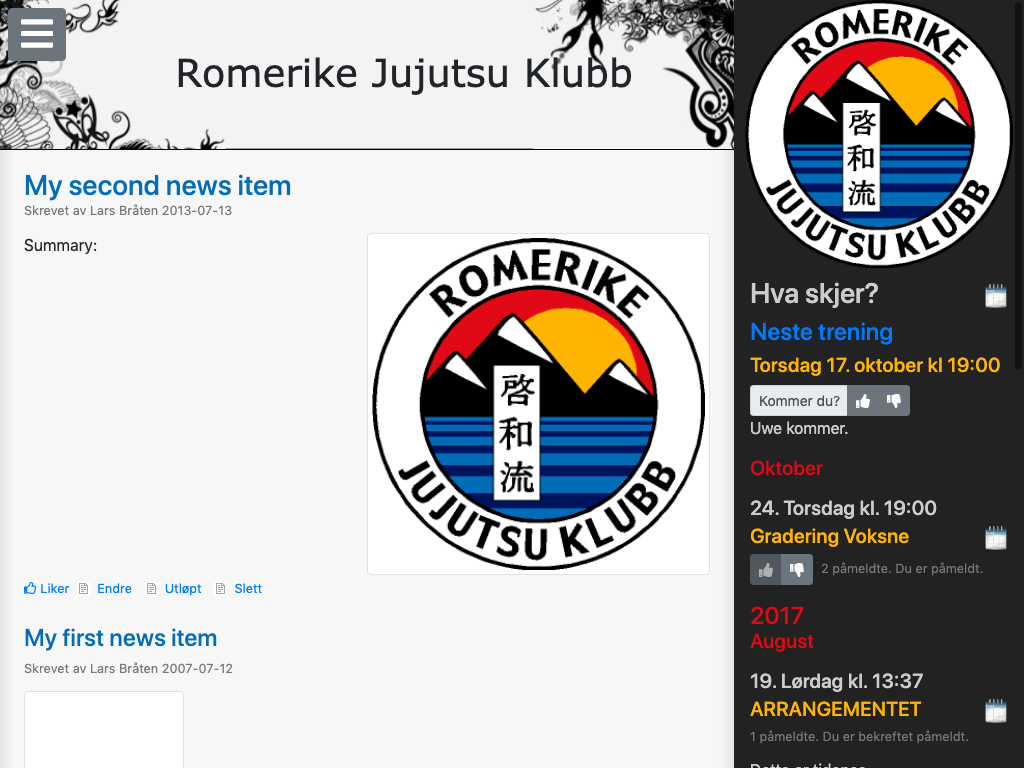 Romerike Jujutsu Klubb
My second news item
Skrevet av Lars Bråten 2013-07-13
Summary:
ROMERIKE
啓和流
JUJUTSU KLUBB
Liker Endre Utløpt Slett
My first news item
Skrevet av Lars Bråten 2007-07-12
ROMERIKE
啓和流
JUJUTSU KLUBB
Hva skjer?
Neste trening
Torsdag 17. oktober kl 19:00
Kommer du?
Uwe kommer.
Oktober
24. Torsdag kl. 19:00
Gradering Voksne
2 påmeldte. Du er påmeldt.
2017
August
19. Lørdag kl. 13:37
ARRANGEMENTET
1 påmeldte. Du er bekreftet påmeldt.